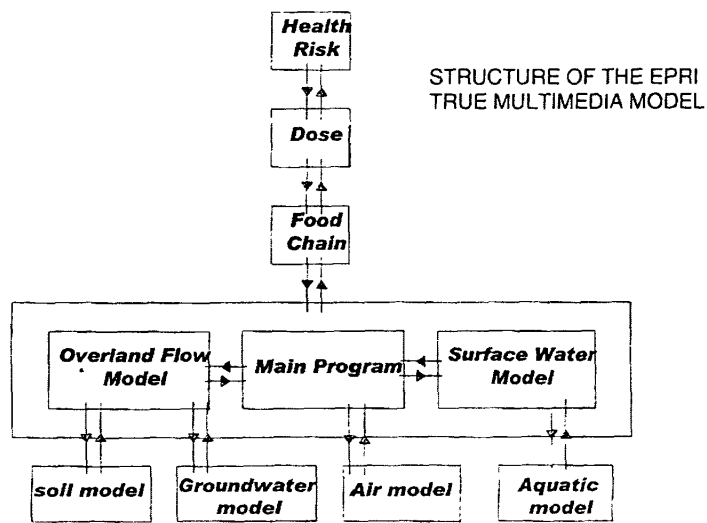 Health
Risk
STRUCTURE OF THE EPRI
TRUE MULTIMEDIA MODEL
Dose
Food
Chain
Overland Flow
Model
Main Program
Surface Water
Model
soil model
Groundwater
model
Air model
Aquatic
model